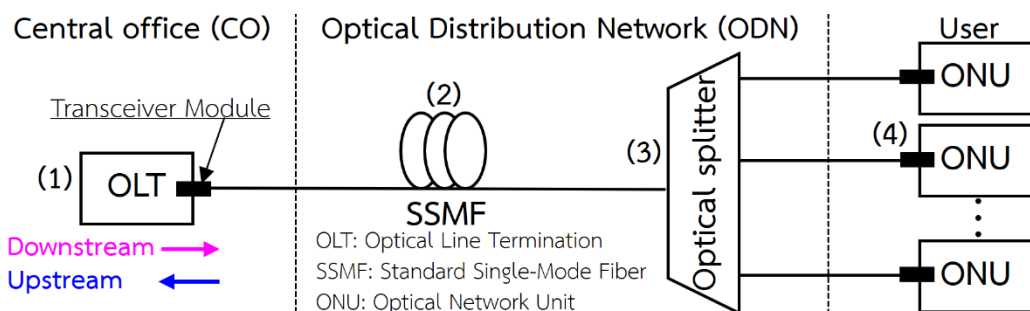 Central office (CO)
Optical Distribution Network (ODN)
User
Transceiver Module
(1)
OLT
(2)
SSMF
(3)
Optical splitter
(4)
ONU
ONU
⋮
ONU
Downstream
Upstream
OLT: Optical Line Termination
SSMF: Standard Single-Mode Fiber
ONU: Optical Network Unit